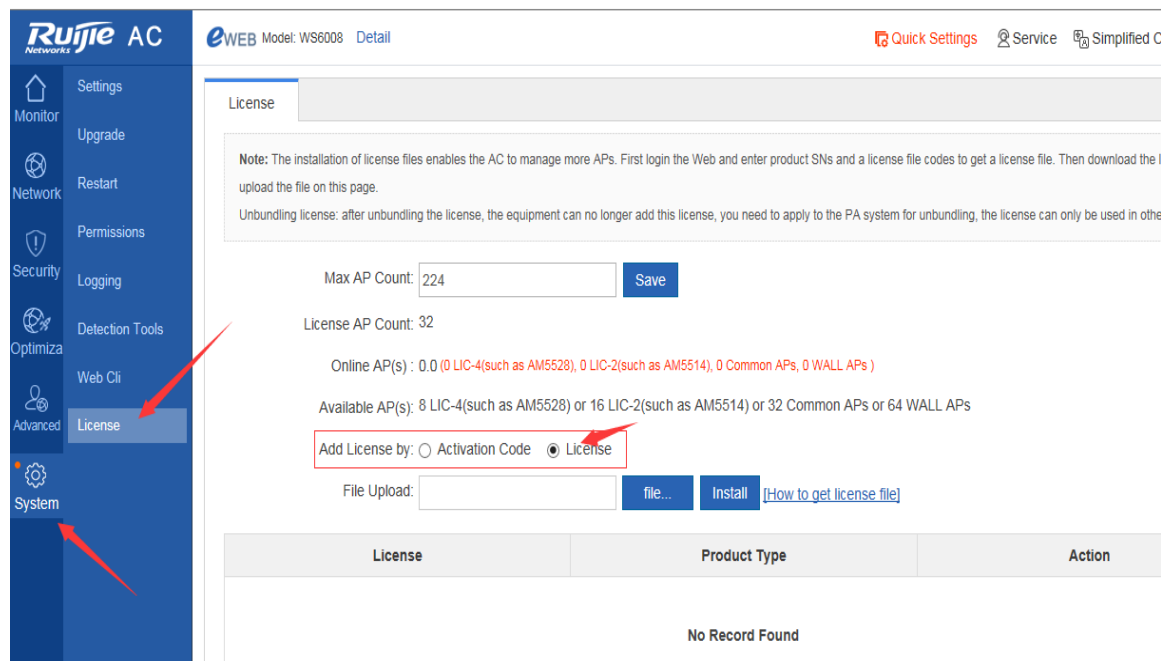 Ruijie Networks AC
eWEB Model: WS6008 Detail
Quick Settings Service Simplified C
Monitor
Network
Security
Optimiza
Advanced
System
Settings
Upgrade
Restart
Permissions
Logging
Detection Tools
Web Cli
License
License
Note: The installation of license files enables the AC to manage more APs. First login the Web and enter product SNs and a license file codes to get a license file. Then download the l
upload the file on this page.
Unbundling license: after unbundling the license, the equipment can no longer add this license, you need to apply to the PA system for unbundling, the license can only be used in othe
Max AP Count: 224 Save
License AP Count: 32
Online AP(s) : 0.0 (0 LIC-4(such as AM5528), 0 LIC-2(such as AM5514), 0 Common APs, 0 WALL APs )
Available AP(s): 8 LIC-4(such as AM5528) or 16 LIC-2(such as AM5514) or 32 Common APs or 64 WALL APs
Add License by: Activation Code License
File Upload: file... Install [How to get license file]
License Product Type Action
No Record Found